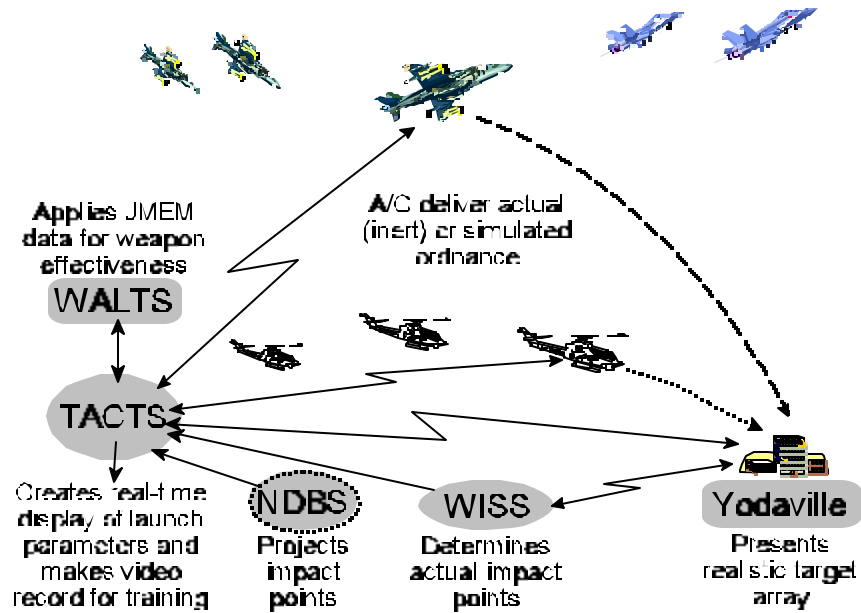 Applies JMEM
data for weapon
effectiveness
WALTS
A/C deliver actual
(inert) or simulated
ordnance
TACTS
Creates real-time
display of launch
parameters and
makes video
record for training
NDBS
Projects
impact
points
WISS
Determines
actual impact
points
Yodaville
Presents
realistic target
array